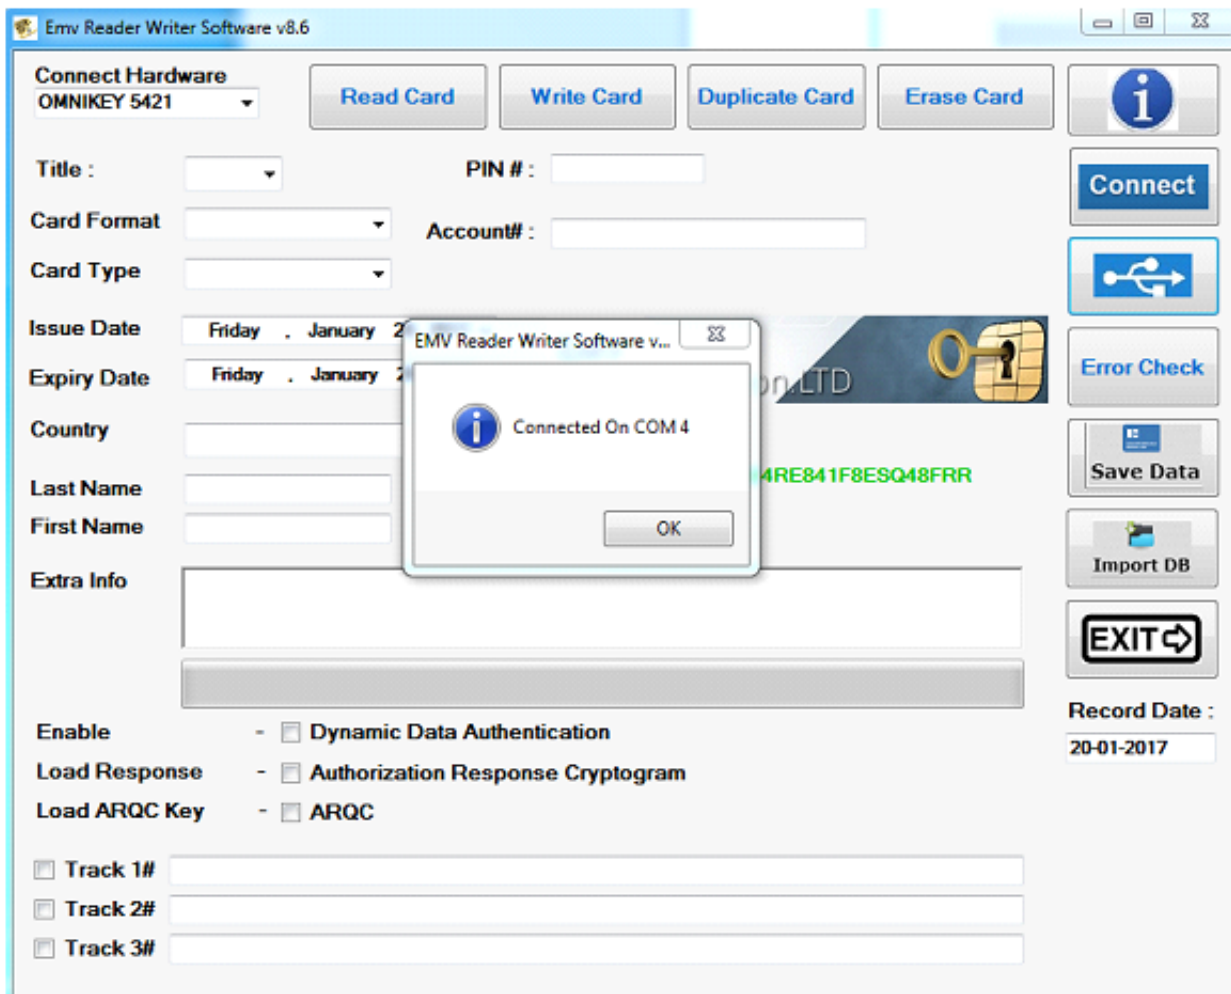 Emv Reader Writer Software v8.6
Connect Hardware
OMNIKEY 5421
Read Card
Write Card
Duplicate Card
Erase Card
Title :
PIN # :
Connect
Card Format
Account# :
Card Type
Issue Date
Friday , January 2
EMV Reader Writer Software v...
Expiry Date
Friday , January
on.LTD
Error Check
Connected On COM 4
Country
4RE841F8ESQ48FRR
Save Data
Last Name
First Name
OK
Import DB
Extra Info
EXIT
Record Date :
20-01-2017
Enable - Dynamic Data Authentication
Load Response - Authorization Response Cryptogram
Load ARQC Key - ARQC
Track 1#
Track 2#
Track 3#